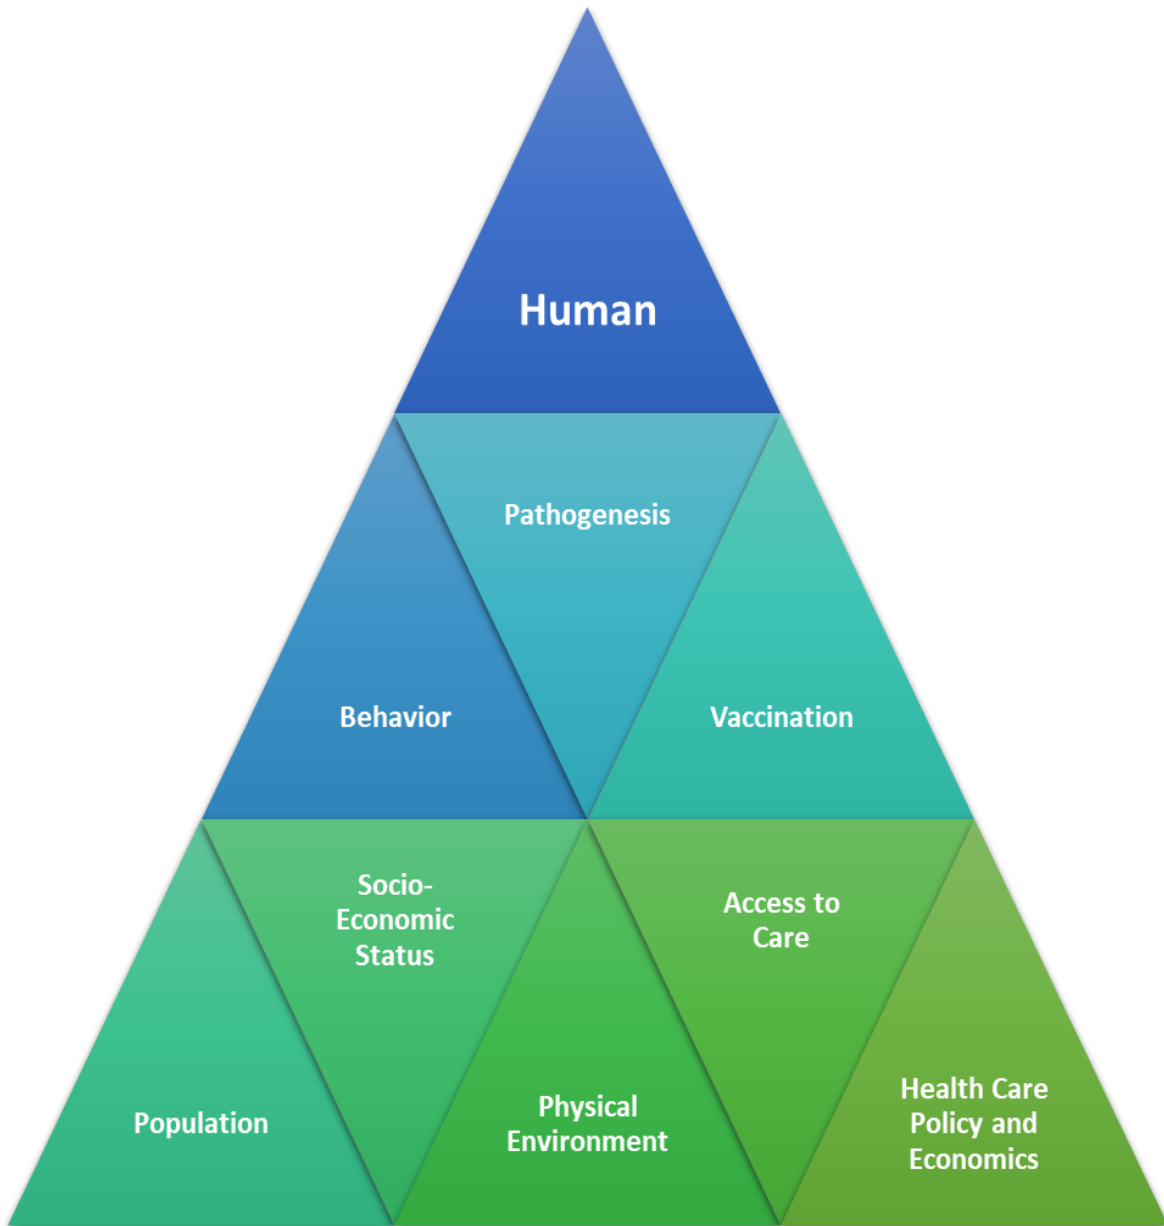 Human
Pathogenesis
Behavior
Vaccination
Socio-
Economic
Status
Access to
Care
Population
Physical
Environment
Health Care
Policy and
Economics